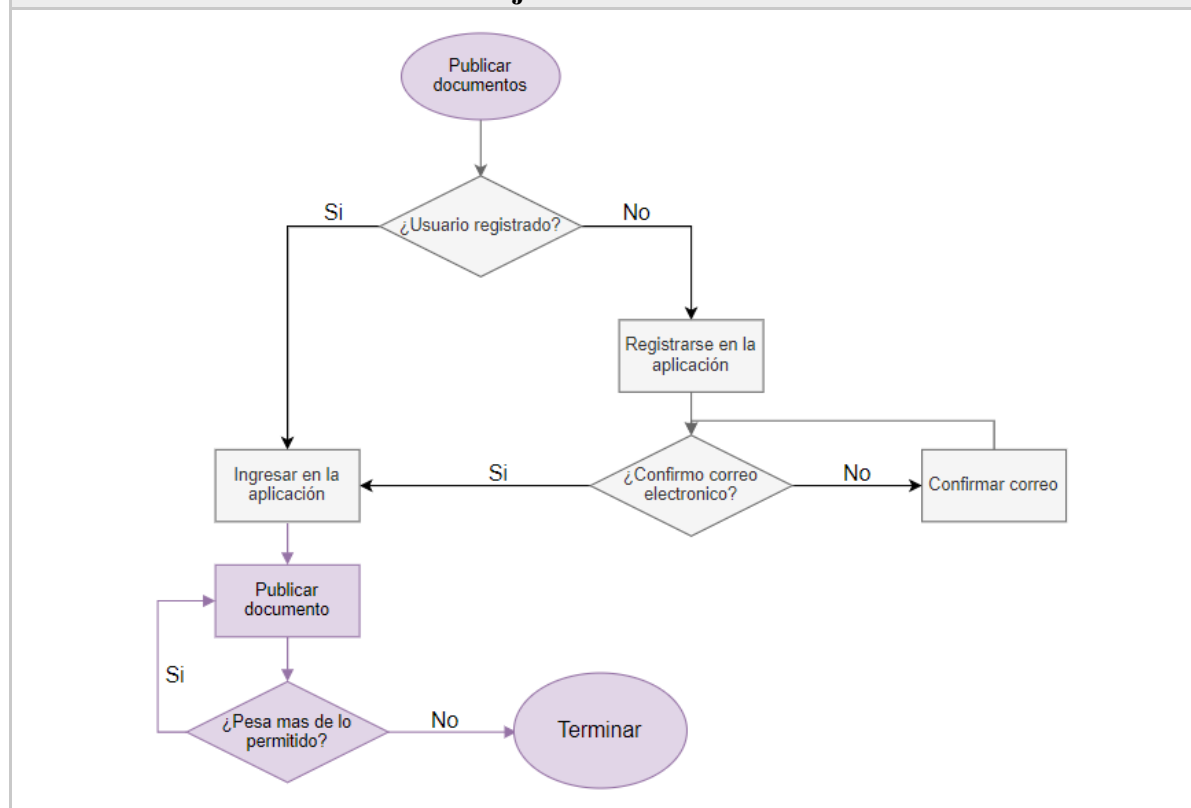 Publicar
documentos
Si
¿Usuario registrado?
No
Registrarse en la
aplicación
Ingresar en la
aplicación
Si
¿Confirmo correo
electronico?
No
Confirmar correo
Publicar
documento
Si
¿Pesa mas de lo
permitido?
No
Terminar